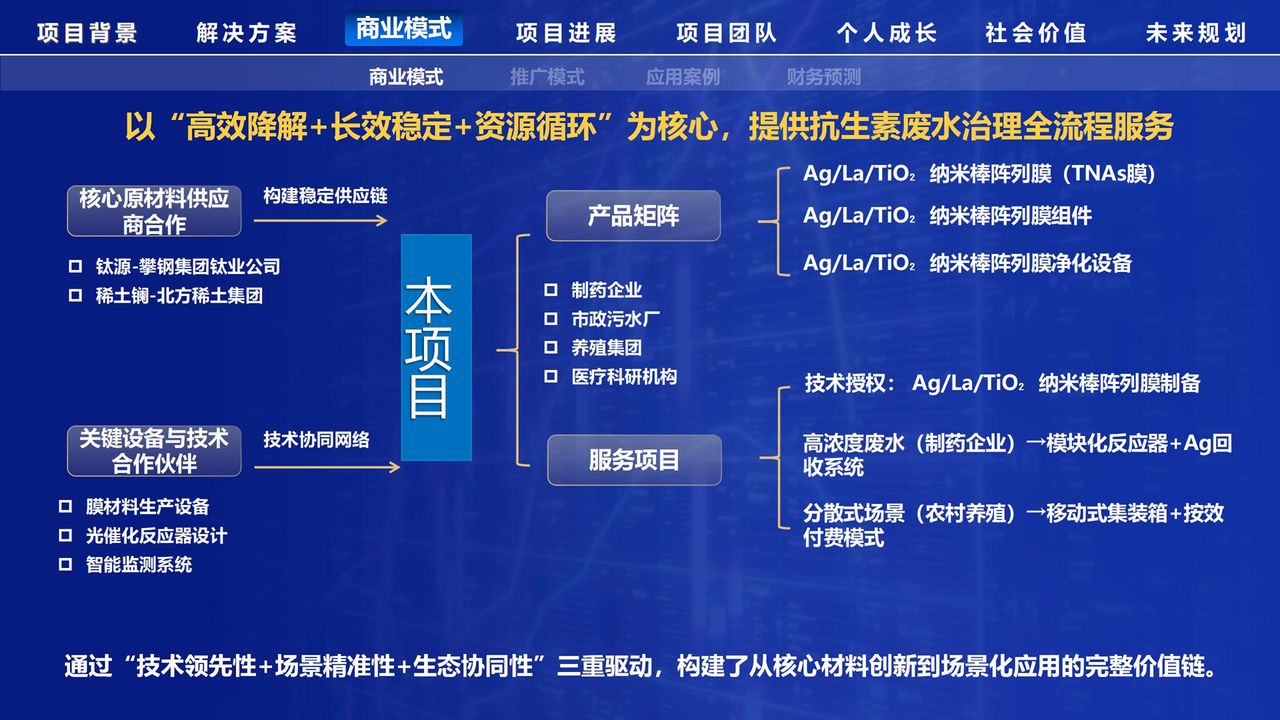 项目背景
解决方案
商业模式
项目进展
项目团队
个人成长
社会价值
未来规划
商业模式
推广模式
应用案例
财务预测
以“高效降解+长效稳定+资源循环”为核心，提供抗生素废水治理全流程服务
核心原材料供应
商合作
构建稳定供应链
钛源-攀钢集团钛业公司
稀土镧-北方稀土集团
关键设备与技术
合作伙伴
技术协同网络
膜材料生产设备
光催化反应器设计
智能监测系统
本项目
产品矩阵
制药企业
市政污水厂
养殖集团
医疗科研机构
服务项目
Ag/La/TiO₂ 纳米棒阵列膜（TNAs膜）
Ag/La/TiO₂ 纳米棒阵列膜组件
Ag/La/TiO₂ 纳米棒阵列膜净化设备
技术授权： Ag/La/TiO₂ 纳米棒阵列膜制备
高浓度废水（制药企业）→模块化反应器+Ag回
收系统
分散式场景（农村养殖）→移动式集装箱+按效
付费模式
通过“技术领先性+场景精准性+生态协同性”三重驱动，构建了从核心材料创新到场景化应用的完整价值链。